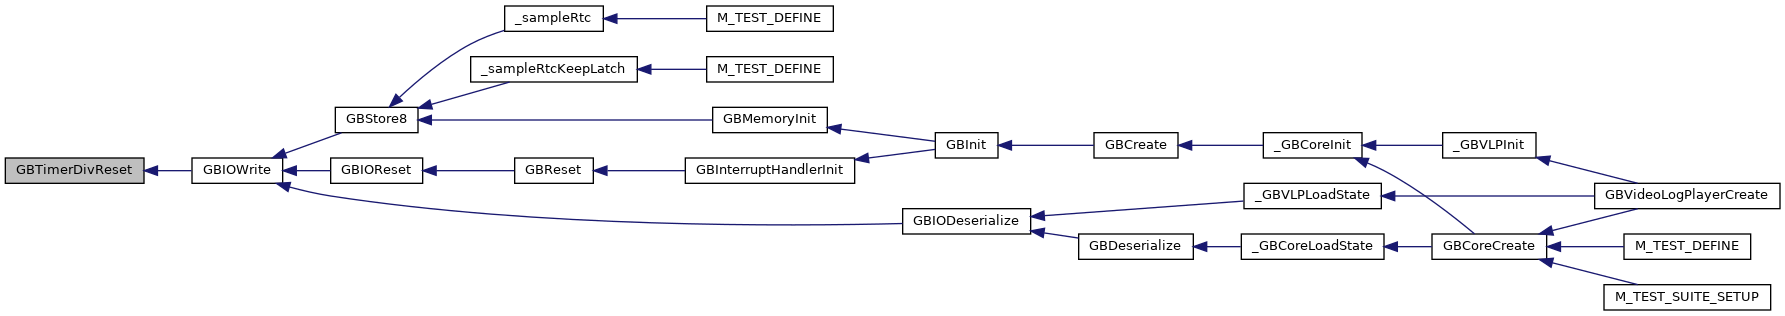 _sampleRtc
M_TEST_DEFINE
_sampleRtcKeepLatch
M_TEST_DEFINE
GBStore8
GBMemoryInit
GBInit
GBCreate
_GBCoreInit
_GBVLPInit
GBTimerDivReset
GBIOWrite
GBIOReset
GBReset
GBInterruptHandlerInit
_GBVLPLoadState
GBVideoLogPlayerCreate
GBIODeserialize
GBDeserialize
_GBCoreLoadState
GBCoreCreate
M_TEST_DEFINE
M_TEST_SUITE_SETUP